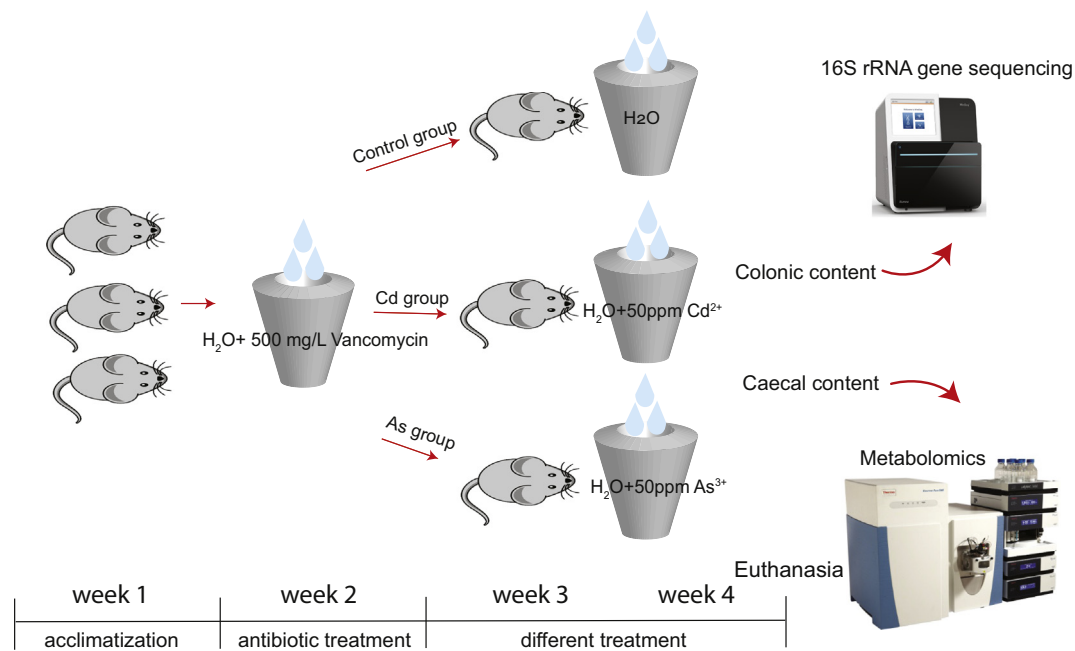 16S rRNA gene sequencing
Control group
H2O
Colonic content
Cd group
H₂O+50ppm Cd²⁺
H₂O+ 500 mg/L Vancomycin
Caecal content
As group
H₂O+50ppm As³⁺
Metabolomics
Euthanasia
week 1
week 2
week 3
week 4
acclimatization
antibiotic treatment
different treatment